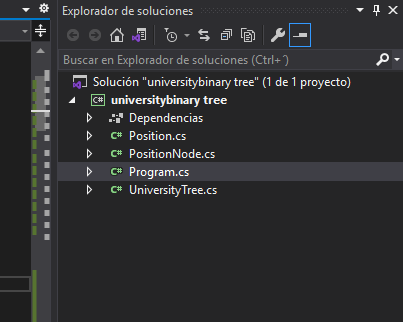 Explorador de soluciones
Buscar en Explorador de soluciones (Ctrl+´)
Solución "universitybinary tree" (1 de 1 proyecto)
C# universitybinary tree
Dependencias
C# Position.cs
C# PositionNode.cs
C# Program.cs
C# UniversityTree.cs